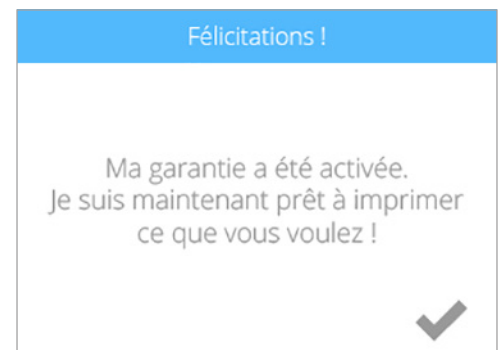 Félicitations !
Ma garantie a été activée.
Je suis maintenant prêt à imprimer
ce que vous voulez !